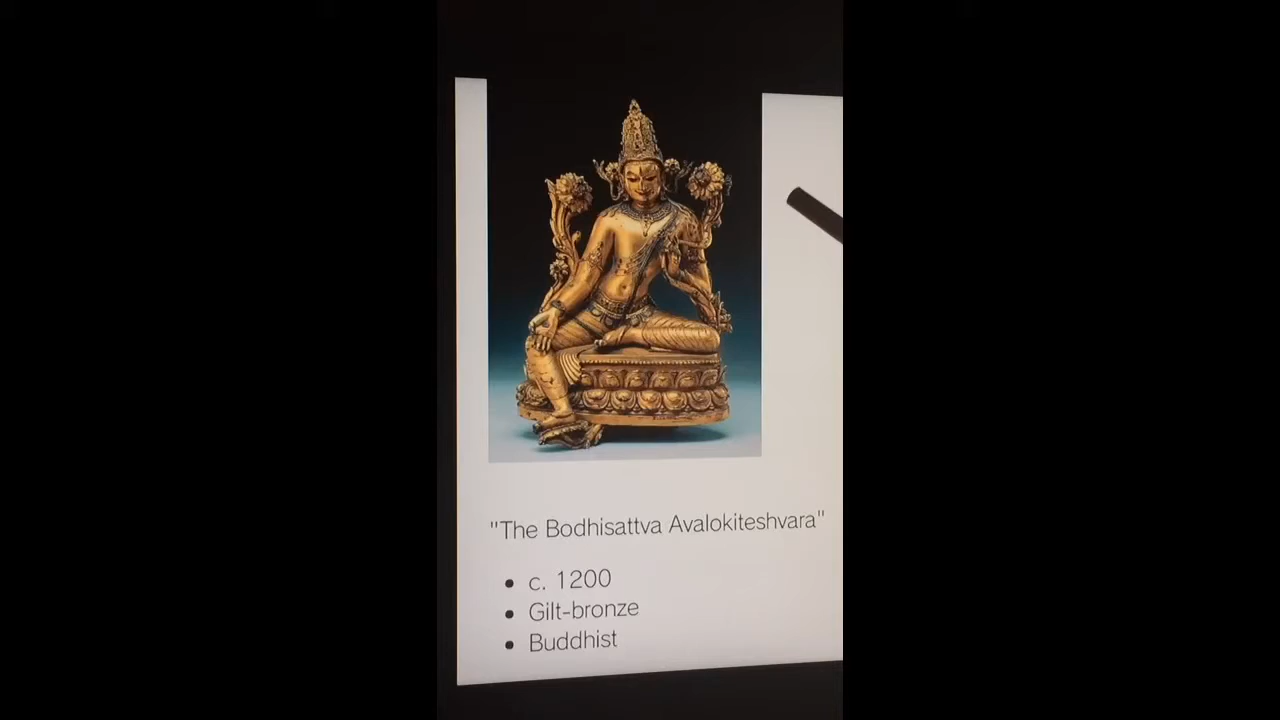 "The Bodhisattva Avalokiteshvara"
• c. 1200
• Gilt-bronze
• Buddhist